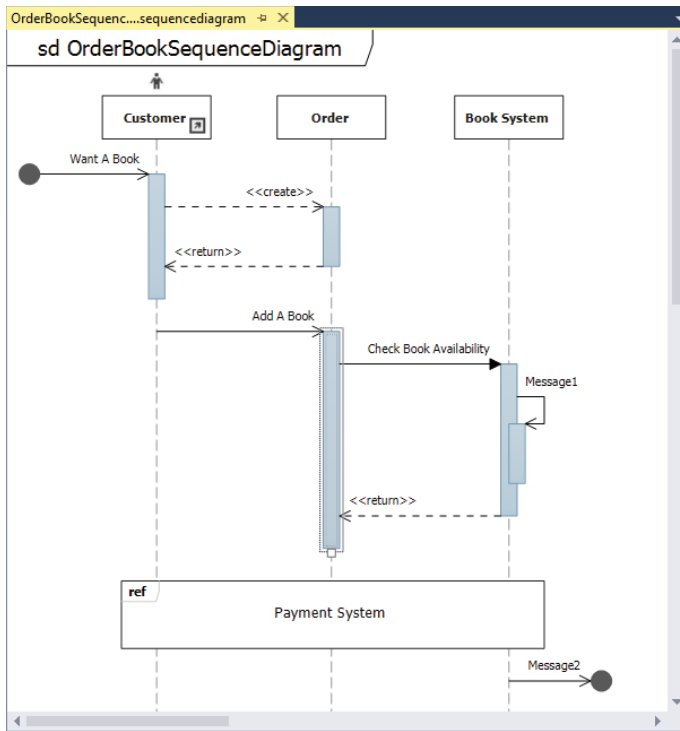 OrderBookSequenc....sequencediagram
sd OrderBookSequenceDiagram
Customer
Order
Book System
Want A Book
<<create>>
<<return>>
Add A Book
Check Book Availability
Message1
<<return>>
ref
Payment System
Message2